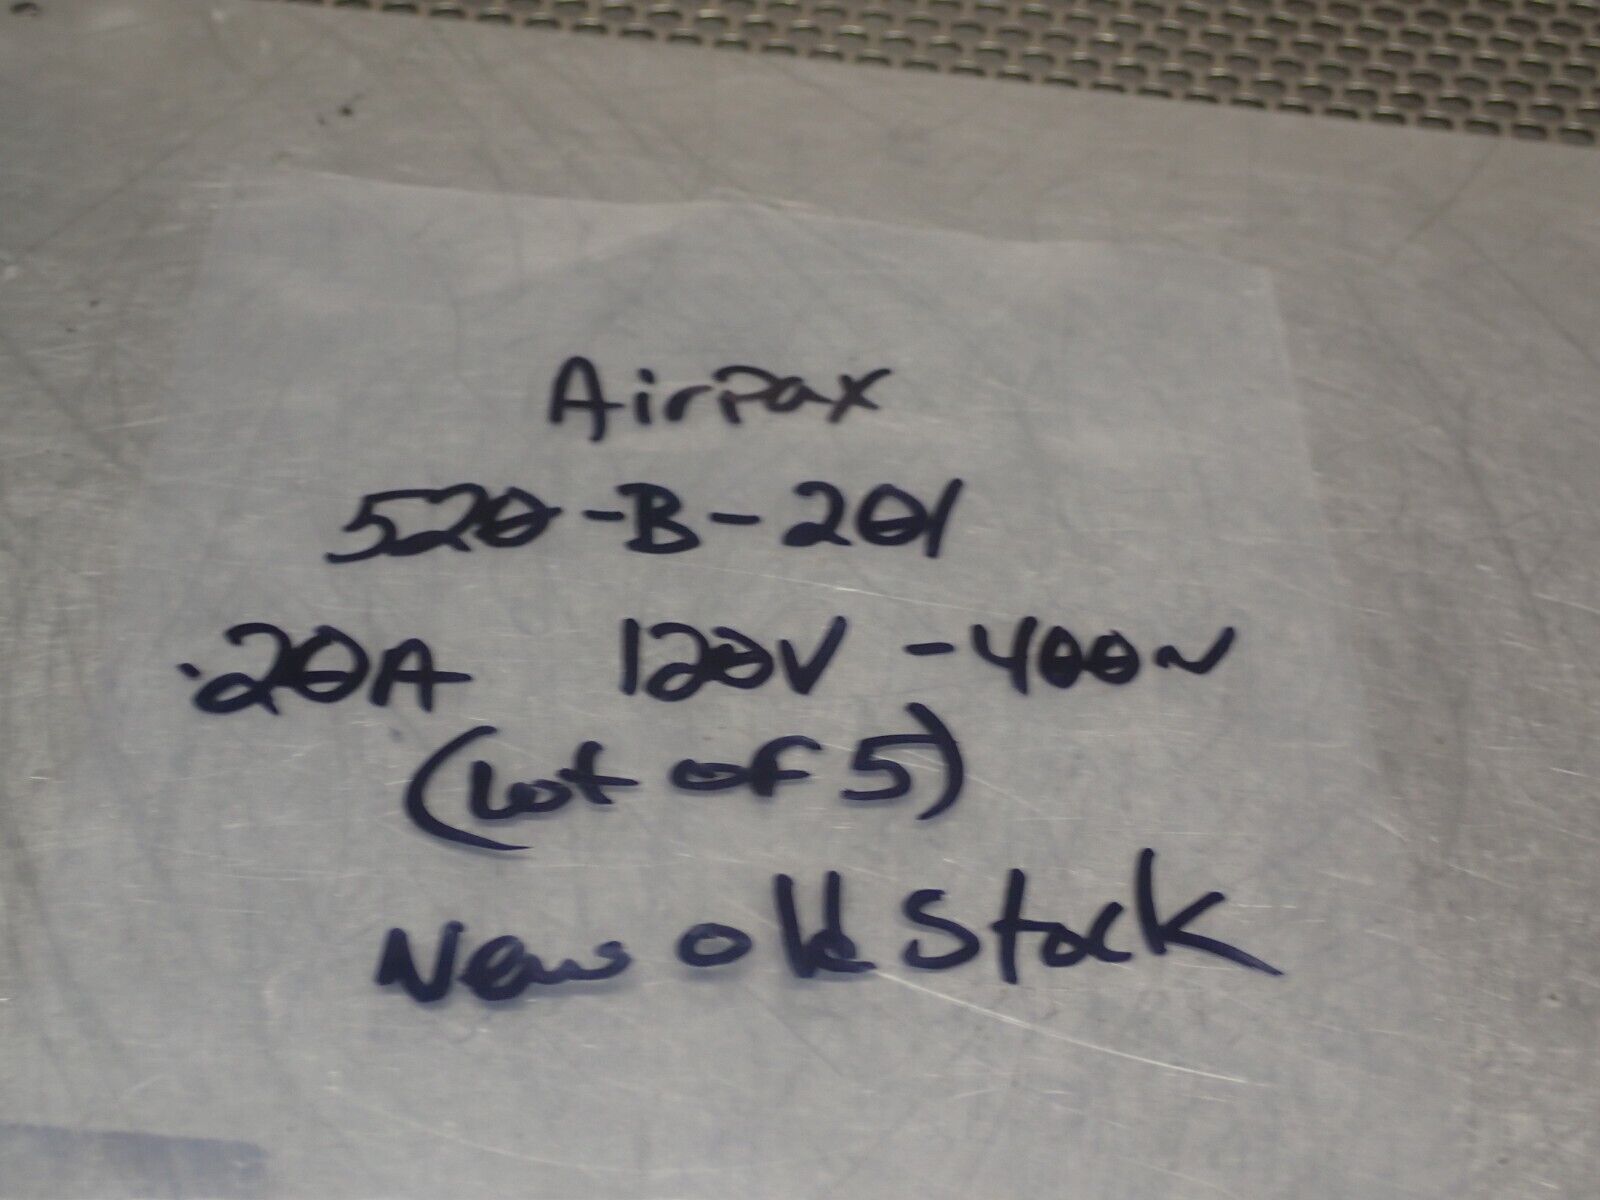 Airpax
520-B-201
.20A 120V -400~
(Lot of 5)
New old Stock